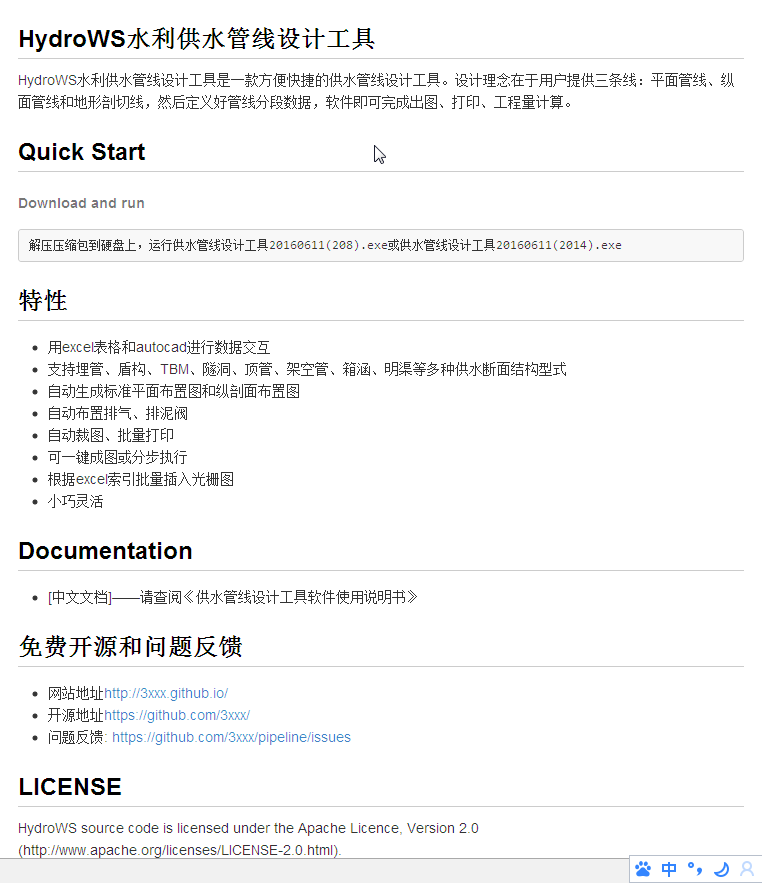 HydroWS水利供水管线设计工具
HydroWS水利供水管线设计工具是一款方便快捷的供水管线设计工具。设计理念在于用户提供三条线：平面管线、纵
面管线和地形剖切线，然后定义好管线分段数据，软件即可完成出图、打印、工程量计算。
Quick Start
Download and run
解压压缩包到硬盘上，运行供水管线设计工具20160611(208).exe或供水管线设计工具20160611(2014).exe
特性
用excel表格和autocad进行数据交互
支持埋管、盾构、TBM、隧洞、顶管、架空管、箱涵、明渠等多种供水断面结构型式
自动生成标准平面布置图和纵剖面布置图
自动布置排气、排泥阀
自动裁图、批量打印
可一键成图或分步执行
根据excel索引批量插入光栅图
小巧灵活
Documentation
[中文文档]——请查阅《供水管线设计工具软件使用说明书》
免费开源和问题反馈
网站地址http://3xxx.github.io/
开源地址https://github.com/3xxx/
问题反馈: https://github.com/3xxx/pipeline/issues
LICENSE
HydroWS source code is licensed under the Apache Licence, Version 2.0
(http://www.apache.org/licenses/LICENSE-2.0.html).
中